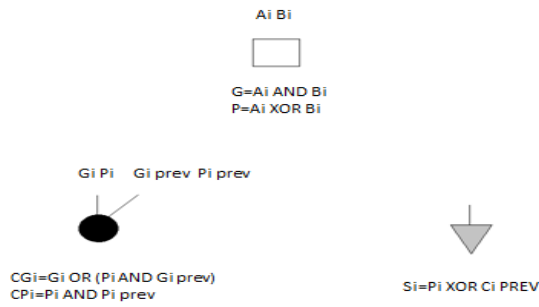 Ai Bi
G=Ai AND Bi
P=Ai XOR Bi
Gi Pi Gi prev Pi prev
CGi=Gi OR (Pi AND Gi prev)
CPi=Pi AND Pi prev
Si=Pi XOR Ci PREV